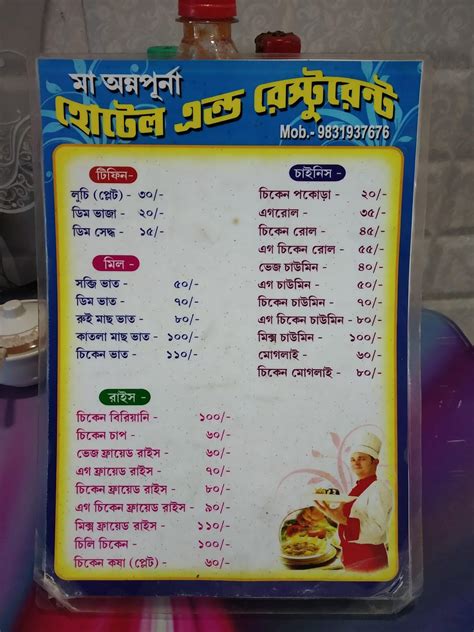 মা অন্নপূর্না
হোটেল এন্ড রেস্টুরেন্ট
Mob.- 9831937676
টিফিন-
লুচি (প্লেট) - ৩০/-
ডিম ভাজা - ২০/-
ডিম সেদ্ধ - ১৫/-
মিল -
সব্জি ভাত - ৫০/-
ডিম ভাত - ৭০/-
রুই মাছ ভাত - ৮০/-
কাতলা মাছ ভাত - ১০০/-
চিকেন ভাত - ১১০/-
রাইস -
চিকেন বিরিয়ানি - ১০০/-
চিকেন চাপ - ৬০/-
ভেজ ফ্রায়েড রাইস - ৬০/-
এগ ফ্রায়েড রাইস - ৭০/-
চিকেন ফ্রায়েড রাইস - ৮০/-
এগ চিকেন ফ্রায়েড রাইস - ৯০/-
মিক্স ফ্রায়েড রাইস - ১১০/-
চিলি চিকেন - ১০০/-
চিকেন কষা (প্লেট) - ৬০/-
চাইনিস -
চিকেন পকোড়া - ২০/-
এগরোল - ৩৫/-
চিকেন রোল - ৪৫/-
এগ চিকেন রোল - ৫৫/-
ভেজ চাউমিন - ৪০/-
এগ চাউমিন - ৫০/-
চিকেন চাউমিন - ৭০/-
এগ চিকেন চাউমিন - ৮০/-
মিক্স চাউমিন - ১০০/-
মোগলাই - ৬০/-
চিকেন মোগলাই - ৮০/-